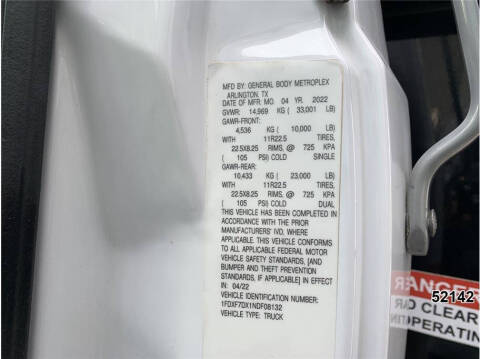 MFD BY: GENERAL BODY METROPLEX
ARLINGTON, TX
DATE OF MFR: MO. 04 YR. 2022
GVWR: 14,969 KG ( 33,001 LB)
GAWR-FRONT:
4,536 KG ( 10,000 LB)
WITH 11R22.5 TIRES,
22.5X8.25 RIMS, @ 725 KPA
( 105 PSI) COLD SINGLE
GAWR-REAR:
10,433 KG ( 23,000 LB)
WITH 11R22.5 TIRES,
22.5X8.25 RIMS, @ 725 KPA
( 105 PSI) COLD DUAL
THIS VEHICLE HAS BEEN COMPLETED IN
ACCORDANCE WITH THE PRIOR
MANUFACTURERS' IVD, WHERE
APPLICABLE. THIS VEHICLE CONFORMS
TO ALL APPLICABLE FEDERAL MOTOR
VEHICLE SAFETY STANDARDS, [AND
BUMPER AND THEFT PREVENTION
STANDARDS, IF APPLICABLE] IN EFFECT
IN: 04/22
VEHICLE IDENTIFICATION NUMBER:
1FDXF7DX1NDF08132
VEHICLE TYPE: TRUCK
ANGER
52142
CLEAR
PERATIN